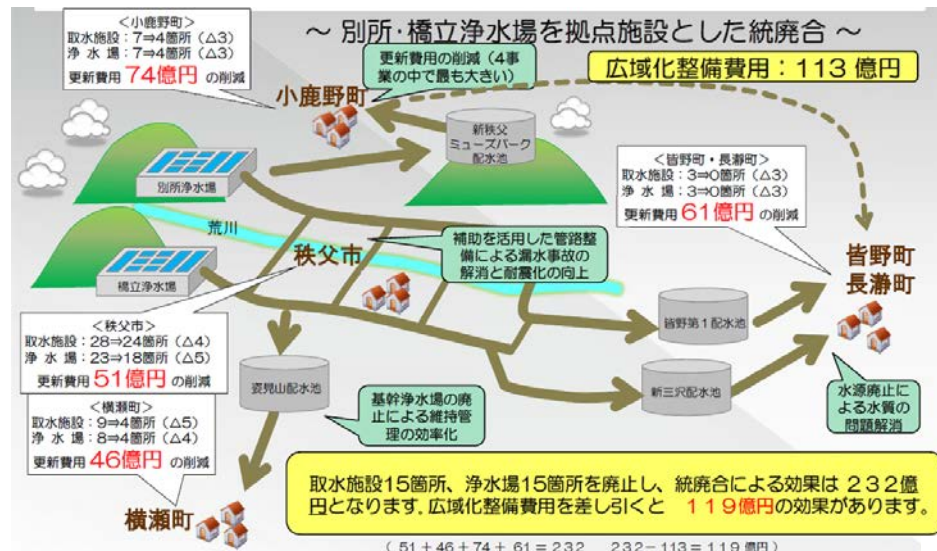 ~ 別所・橋立浄水場を拠点施設とした統廃合 ~
<小鹿野町>
取水施設:7⇒4箇所(△3)
浄 水 場:7⇒4箇所(△3)
更新費用 74億円 の削減
更新費用の削減(4事
業の中で最も大きい)
広域化整備費用:113 億円
小鹿野町
新秩父
ミューズパーク
配水池
別所浄水場
<皆野町・長瀞町>
取水施設:3⇒0箇所(△3)
浄 水 場:3⇒0箇所(△3)
更新費用 61億円 の削減
荒川
秩父市
補助を活用した管路整
備による漏水事故の
解消と耐震化の向上
皆野町
長瀞町
橋立浄水場
皆野第1配水池
<秩父市>
取水施設:28⇒24箇所(△4)
浄 水 場:23⇒18箇所(△5)
更新費用 51億円 の削減
姿見山配水池
新三沢配水池
基幹浄水場の廃
止による維持管
理の効率化
水源廃止に
よる水質の
問題解消
<横瀬町>
取水施設:9⇒4箇所(△5)
浄 水 場:8⇒4箇所(△4)
更新費用 46億円 の削減
横瀬町
取水施設15箇所、浄水場15箇所を廃止し、統廃合による効果は 232億
円となります.広域化整備費用を差し引くと 119億円の効果があります。
( 51+46+74+61=232 232-113=119億円 )